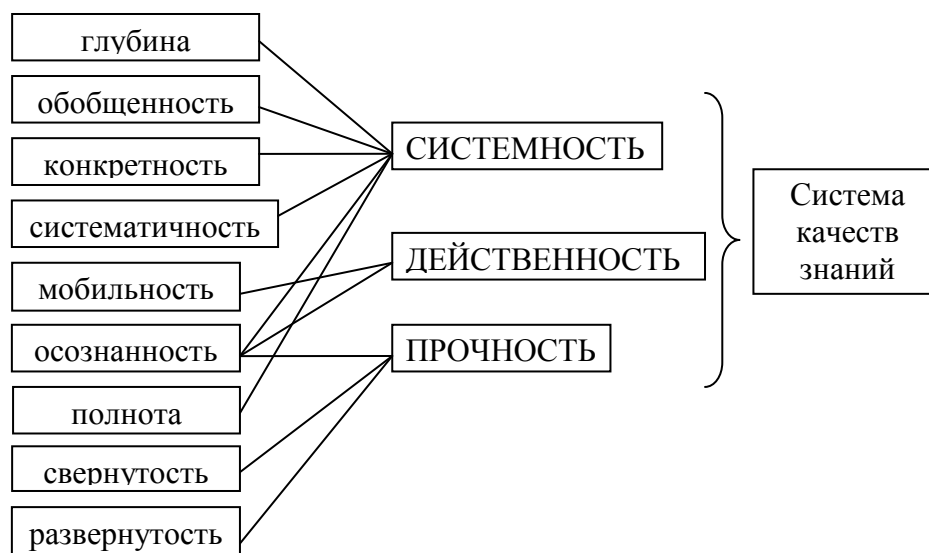 глубина
обобщенность
конкретность
систематичность
мобильность
осознанность
полнота
свернутость
развернутость
СИСТЕМНОСТЬ
ДЕЙСТВЕННОСТЬ
ПРОЧНОСТЬ
Система
качеств
знаний